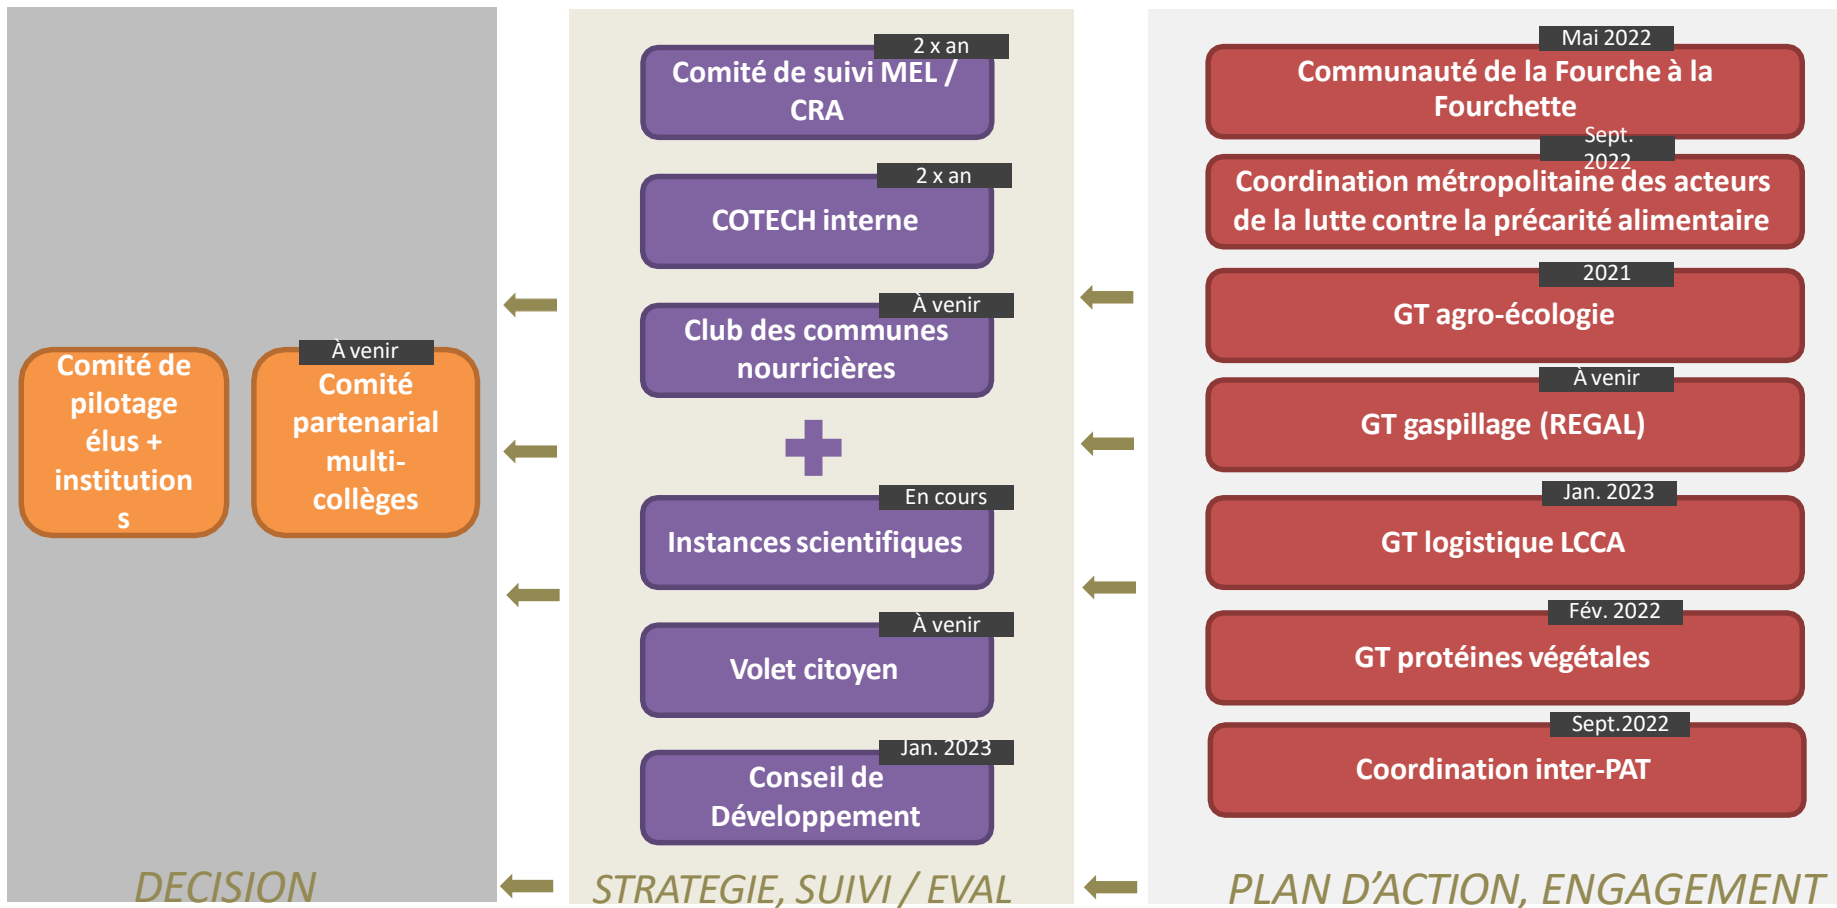 À venir
Comité de
pilotage
élus +
institution
s
Comité
partenarial
multi-
collèges
DECISION
2 x an
Comité de suivi MEL /
CRA
2 x an
COTECH interne
À venir
Club des communes
nourricières
En cours
Instances scientifiques
À venir
Volet citoyen
Jan. 2023
Conseil de
Développement
STRATEGIE, SUIVI / EVAL
Mai 2022
Communauté de la Fourche à la
Fourchette
Sept.
2022
Coordination métropolitaine des acteurs
de la lutte contre la précarité alimentaire
2021
GT agro-écologie
À venir
GT gaspillage (REGAL)
Jan. 2023
GT logistique LCCA
Fév. 2022
GT protéines végétales
Sept.2022
Coordination inter-PAT
PLAN D’ACTION, ENGAGEMENT